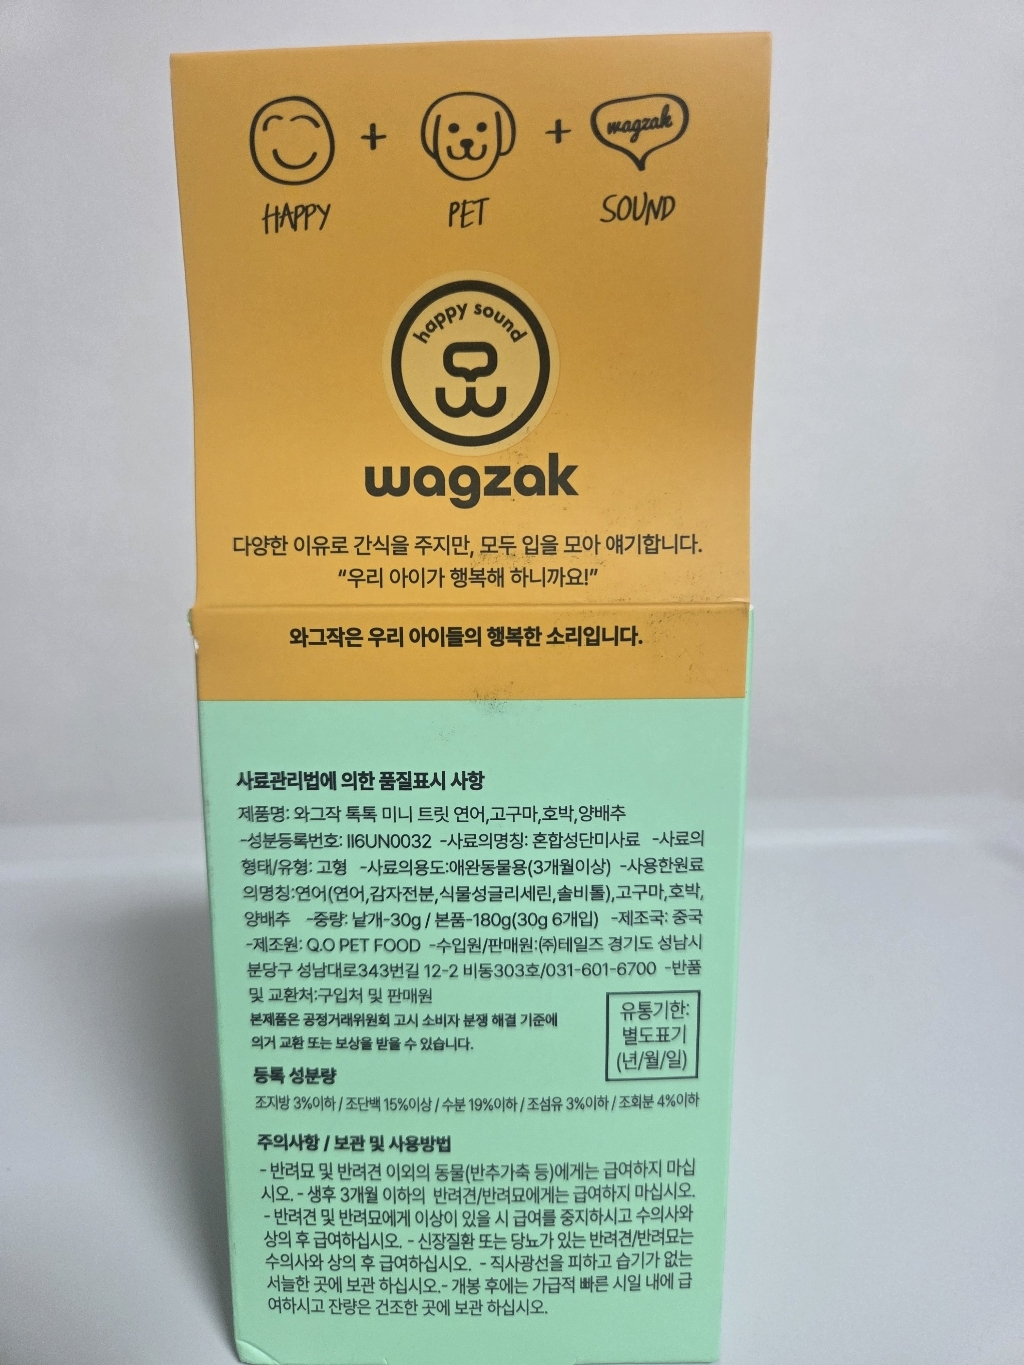 wagzak
HAPPY + PET + SOUND
happy sound
wagzak
다양한 이유로 간식을 주지만, 모두 입을 모아 얘기합니다.
“우리 아이가 행복해 하니까요!”
와그작은 우리 아이들의 행복한 소리입니다.
사료관리법에 의한 품질표시 사항
제품명: 와그작 톡톡 미니 트릿 연어,고구마,호박,양배추
-성분등록번호: II6UN0032 -사료의명칭: 혼합성단미사료 -사료의
형태/유형: 고형 -사료의용도:애완동물용(3개월이상) -사용한원료
의명칭:연어(연어,감자전분,식물성글리세린,솔비톨),고구마,호박,
양배추 -중량: 낱개-30g / 본품-180g(30g 6개입) -제조국: 중국
-제조원: Q.O PET FOOD -수입원/판매원:㈜테일즈 경기도 성남시
분당구 성남대로343번길 12-2 비동303호/031-601-6700 -반품
및 교환처:구입처 및 판매원
본제품은 공정거래위원회 고시 소비자 분쟁 해결 기준에
의거 교환 또는 보상을 받을 수 있습니다.
유통기한:
별도표기
(년/월/일)
등록 성분량
조지방 3%이하 / 조단백 15%이상 / 수분 19%이하 / 조섬유 3%이하 / 조회분 4%이하
주의사항 / 보관 및 사용방법
- 반려묘 및 반려견 이외의 동물(반추가축 등)에게는 급여하지 마십
시오. - 생후 3개월 이하의 반려견/반려묘에게는 급여하지 마십시오.
- 반려견 및 반려묘에게 이상이 있을 시 급여를 중지하시고 수의사와
상의 후 급여하십시오. - 신장질환 또는 당뇨가 있는 반려견/반려묘는
수의사와 상의 후 급여하십시오. - 직사광선을 피하고 습기가 없는
서늘한 곳에 보관 하십시오.- 개봉 후에는 가급적 빠른 시일 내에 급
여하시고 잔량은 건조한 곳에 보관 하십시오.